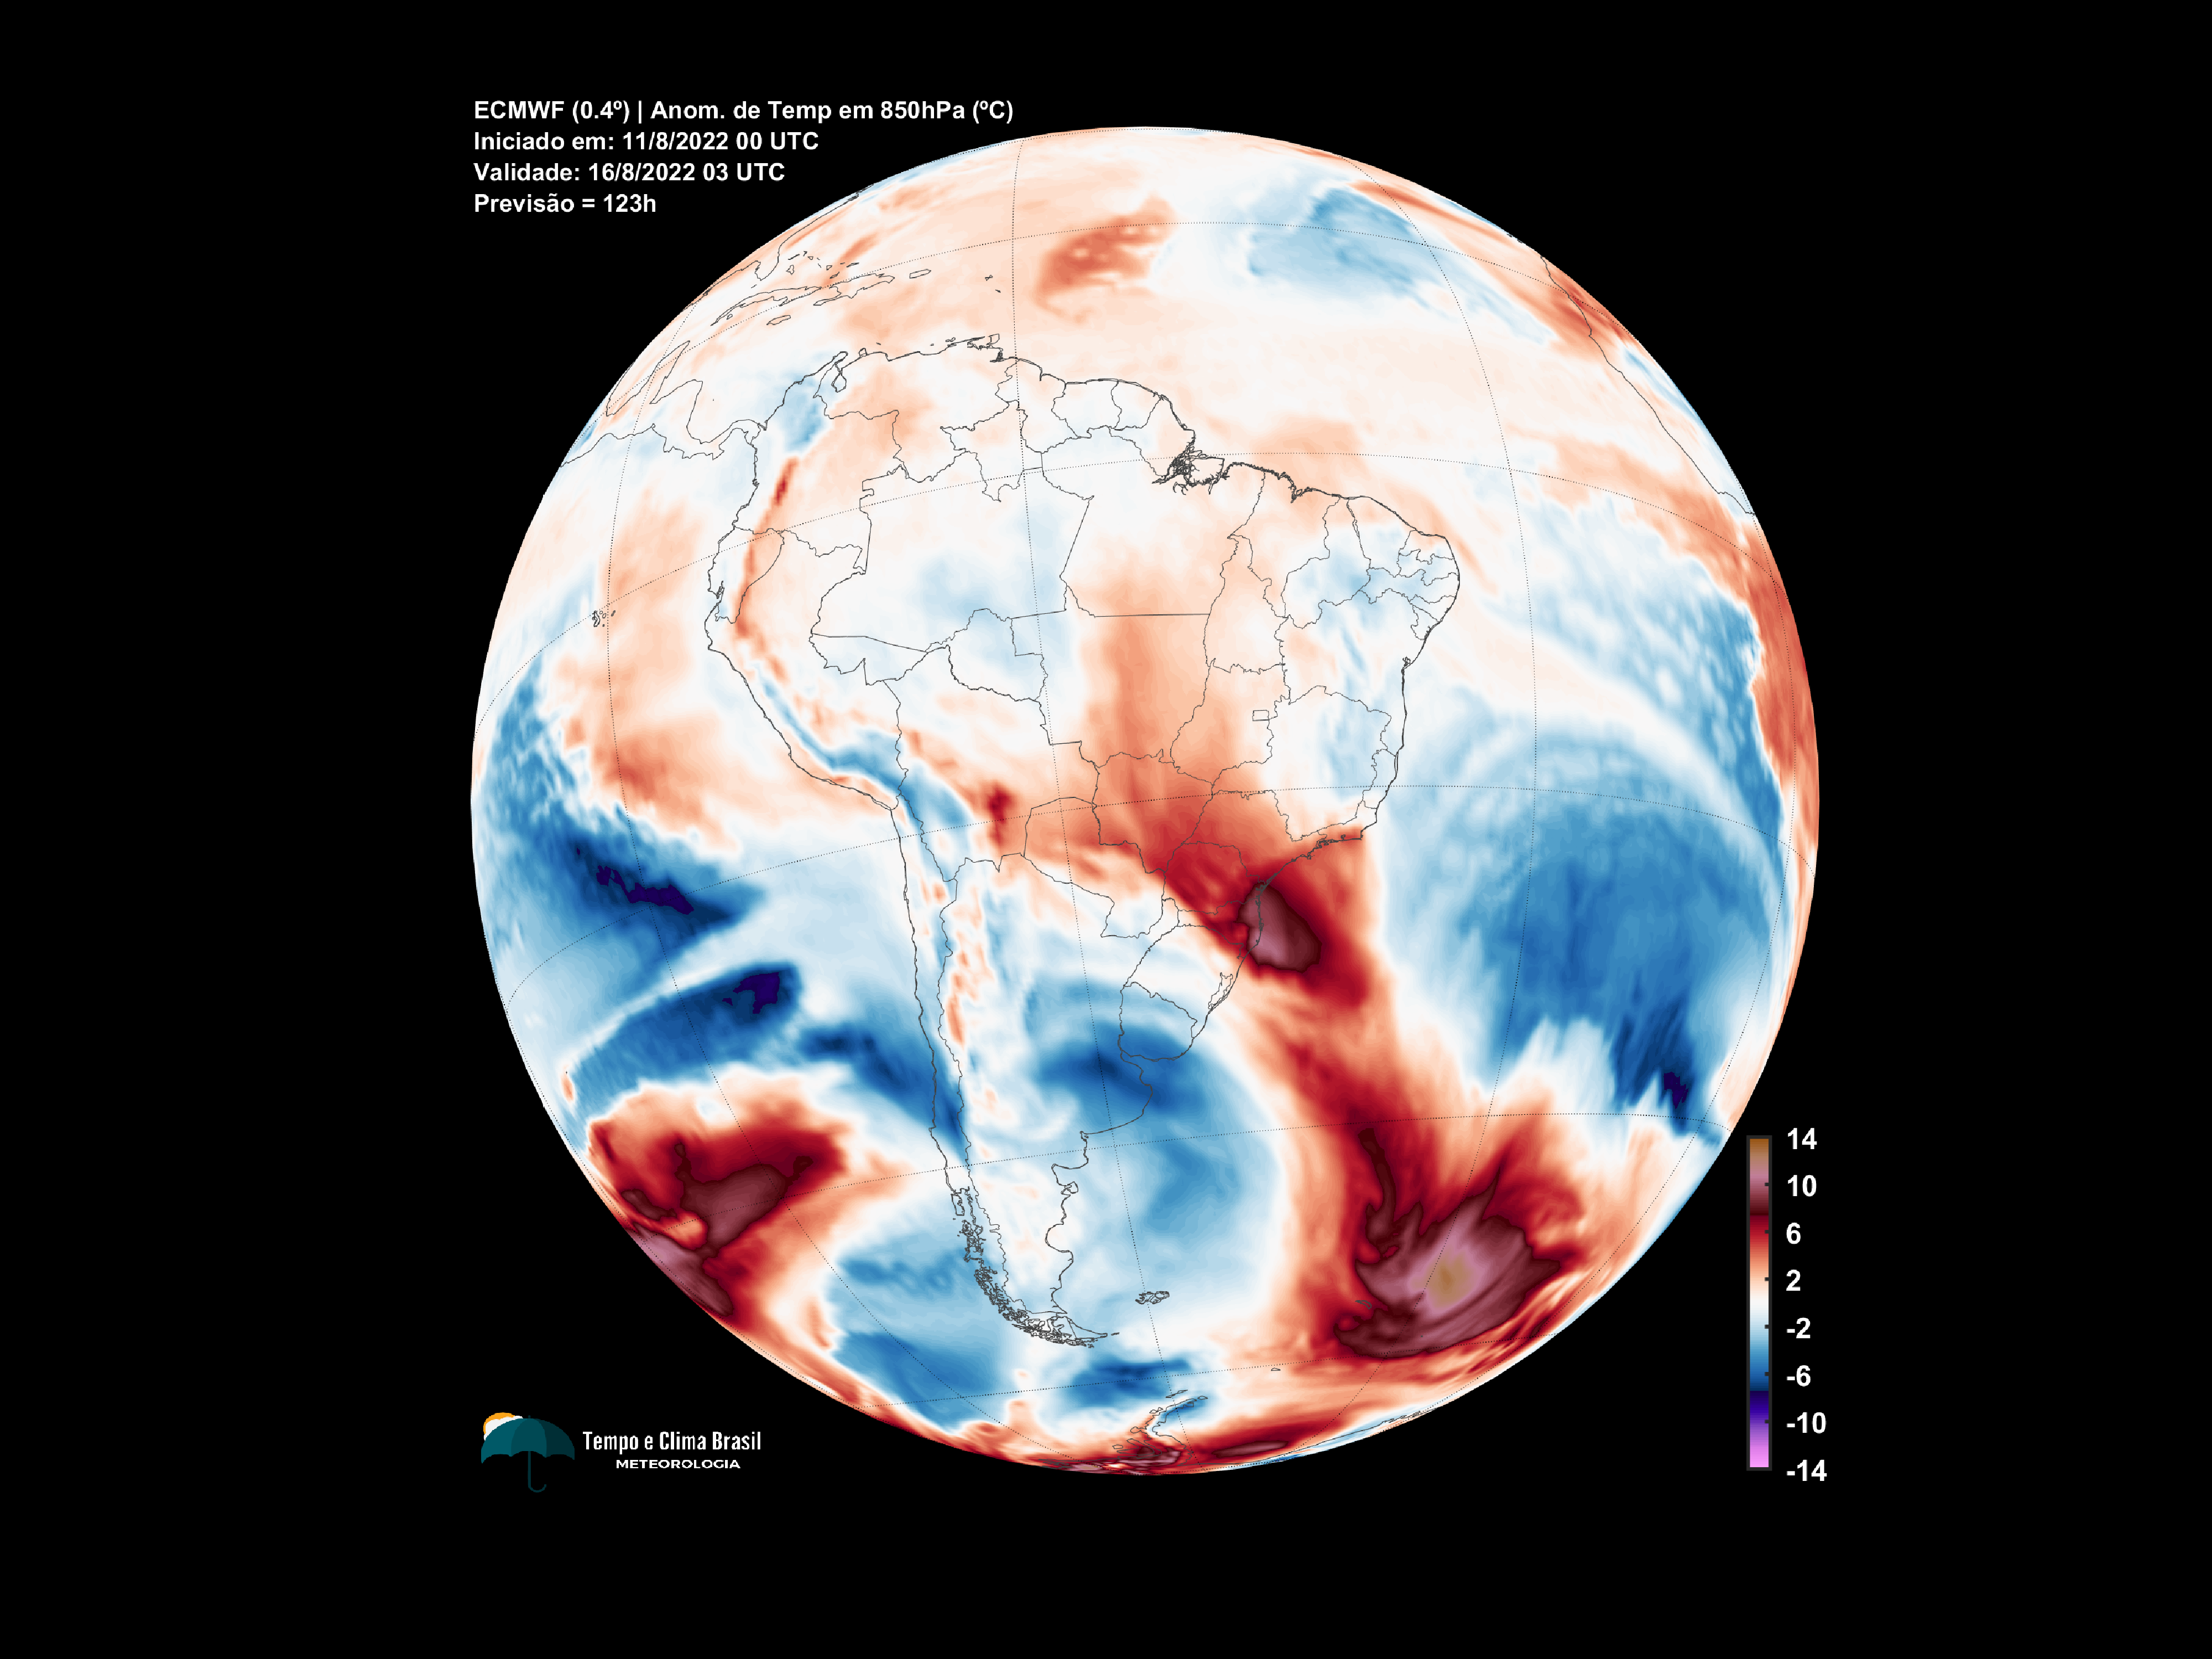 ECMWF (0.4º) | Anom. de Temp em 850hPa (ºC)
Iniciado em: 11/8/2022 00 UTC
Validade: 16/8/2022 03 UTC
Previsão = 123h
14
10
6
2
-2
-6
-10
-14
Tempo e Clima Brasil
METEOROLOGIA